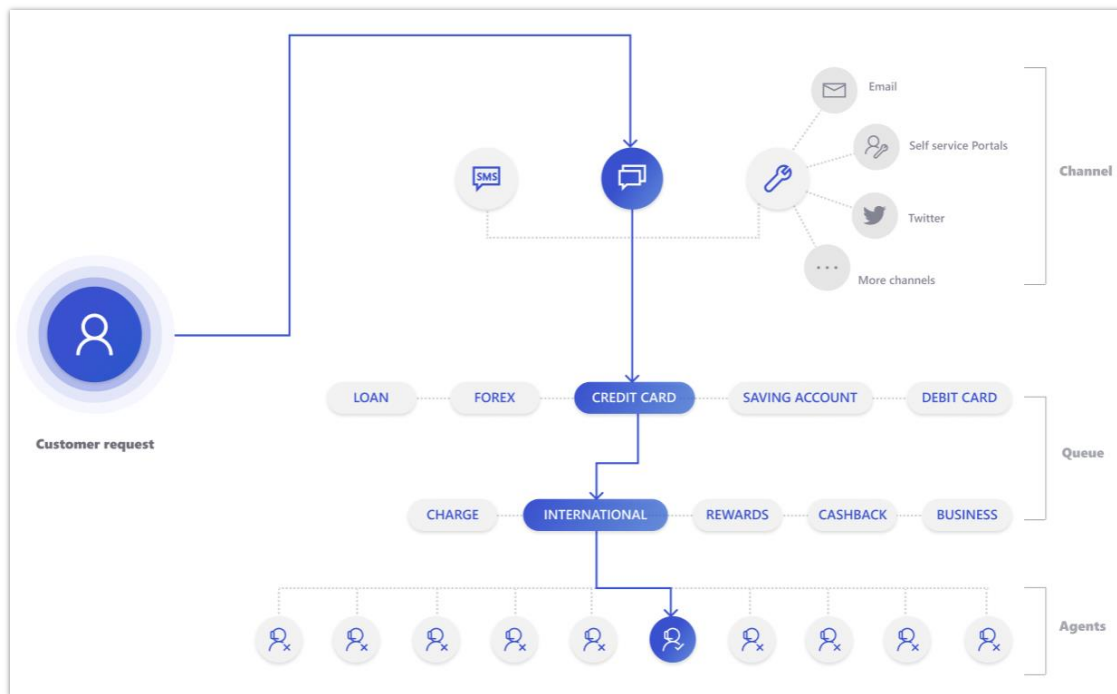 Email
Self service Portals
Channel
SMS
Twitter
More channels
LOAN
FOREX
CREDIT CARD
SAVING ACCOUNT
DEBIT CARD
Customer request
Queue
CHARGE
INTERNATIONAL
REWARDS
CASHBACK
BUSINESS
Agents